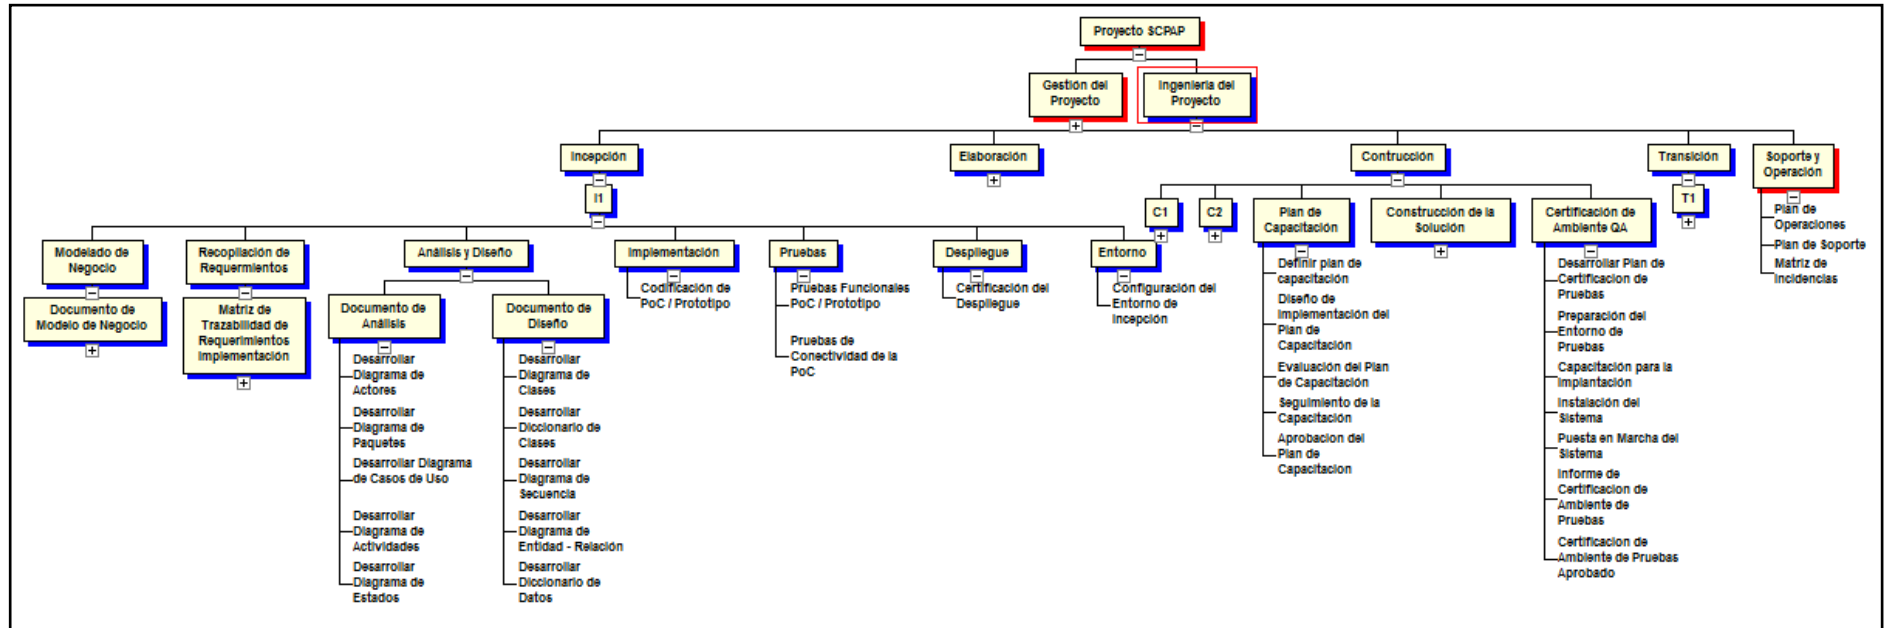 Proyecto SCPAP
Gestión del
Proyecto
Ingeniería del
Proyecto
Incepción
Elaboración
Contrucción
Transición
Soporte y
Operación
I1
C1
C2
Plan de
Capacitación
Construcción de la
Solución
Certificación de
Ambiente QA
T1
Plan de
Operaciones
Plan de Soporte
Matriz de
Incidencias
Modelado de
Negocio
Recopilación de
Requermientos
Análisis y Diseño
Implementación
Pruebas
Despliegue
Entorno
Documento de
Modelo de Negocio
Matriz de
Trazabilidad de
Requerimientos
Implementación
Documento de
Análisis
Desarrollar
Diagrama de
Actores
Desarrollar
Diagrama de
Paquetes
Desarrollar Diagrama
de Casos de Uso
Desarrollar
Diagrama de
Actividades
Desarrollar
Diagrama de
Estados
Documento de
Diseño
Desarrollar
Diagrama de
Clases
Desarrollar
Diccionario de
Clases
Desarrollar
Diagrama de
Secuencia
Desarrollar
Diagrama de
Entidad - Relación
Desarrollar
Diccionario de
Datos
Codificación de
PoC / Prototipo
Pruebas Funcionales
PoC / Prototipo
Pruebas de
Conectividad de la
PoC
Certificación del
Despliegue
Configuración del
Entorno de
Incepción
Definir plan de
capacitación
Diseño de
Implementación del
Plan de
Capacitación
Evaluación del Plan
de Capacitación
Seguimiento de la
Capacitación
Aprobacion del
Plan de
Capacitacion
Desarrollar Plan de
Certificacion de
Pruebas
Preparación del
Entorno de
Pruebas
Capacitación para la
Implantación
Instalación del
Sistema
Puesta en Marcha del
Sistema
Informe de
Certificacion de
Ambiente de
Pruebas
Certificacion de
Ambiente de Pruebas
Aprobado